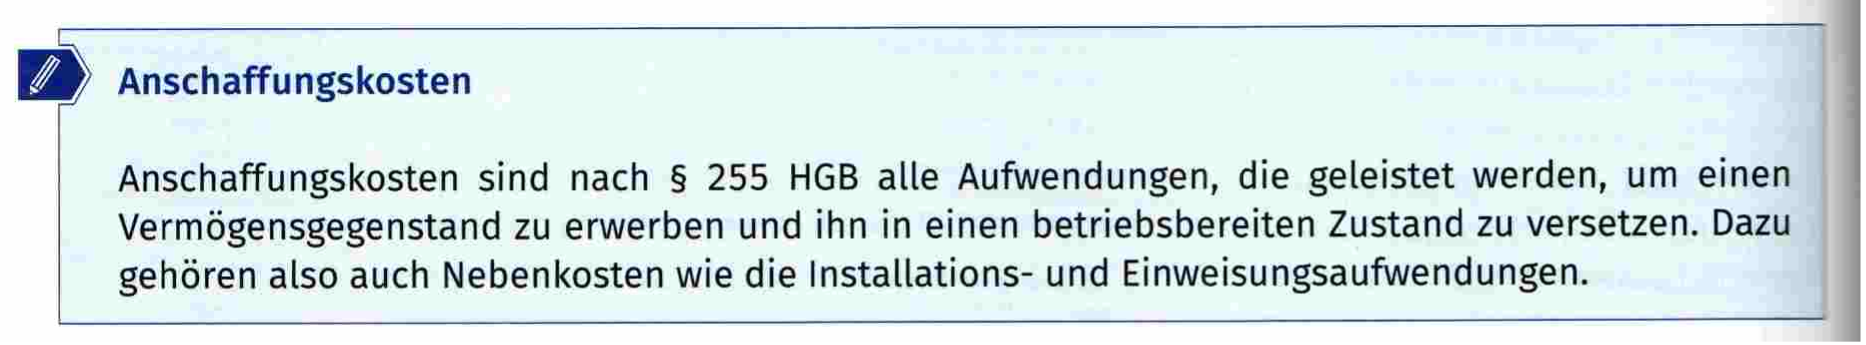 Anschaffungskosten
Anschaffungskosten sind nach § 255 HGB alle Aufwendungen, die geleistet werden, um einen
Vermögensgegenstand zu erwerben und ihn in einen betriebsbereiten Zustand zu versetzen. Dazu
gehören also auch Nebenkosten wie die Installations- und Einweisungsaufwendungen.